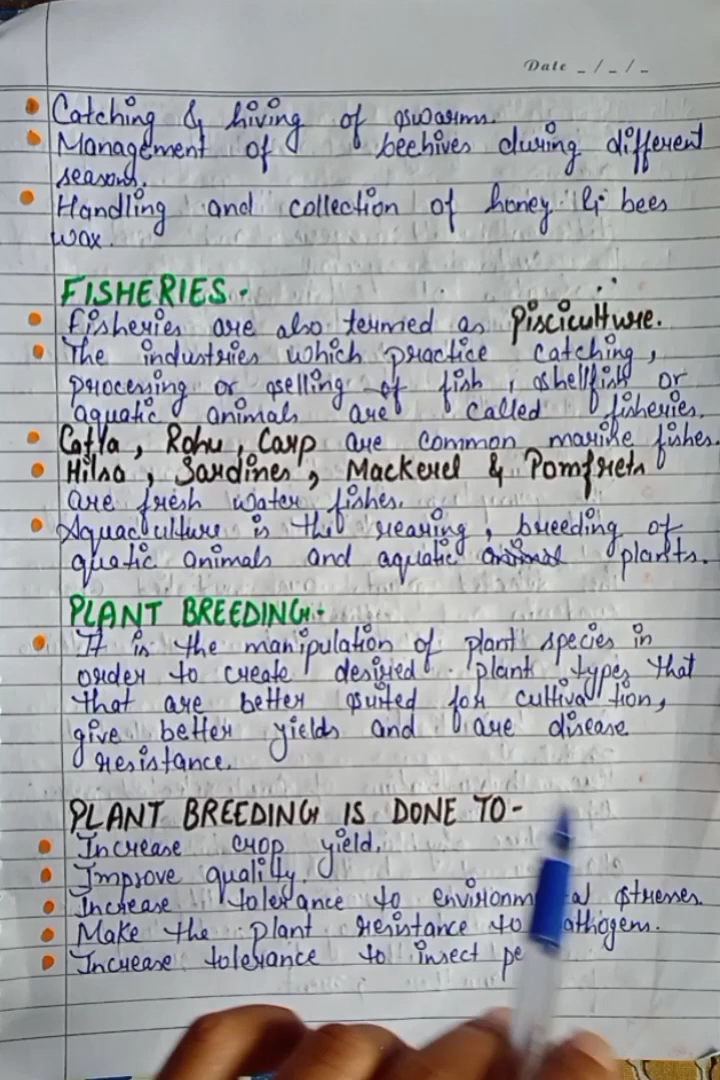 Date _/_/_
Catching & hiving of swarms.
Management of beehives during different
seasons.
Handling and collection of honey & bees
wax.
FISHERIES.
Fisheries are also termed as Pisciculture.
The industries which practice catching,
processing or selling of fish, shellfish or
aquatic animals are called fisheries.
Catla, Rohu, Carp are common marine fishes.
Hilsa, Sardines, Mackerel & Pomfrets
are fresh water fishes.
Aquaculture is the rearing, breeding of
quatic animals and aquatic animal plants.
PLANT BREEDING.-
It is the manipulation of plant species in
order to create desired plant types that
that are better suited for cultivation,
give better yields and are disease
resistance.
PLANT BREEDING IS DONE TO-
Increase crop yield.
Improve quality.
Increase tolerance to environm al stresses.
Make the plant resistance to athogens.
Increase tolerance to insect pe